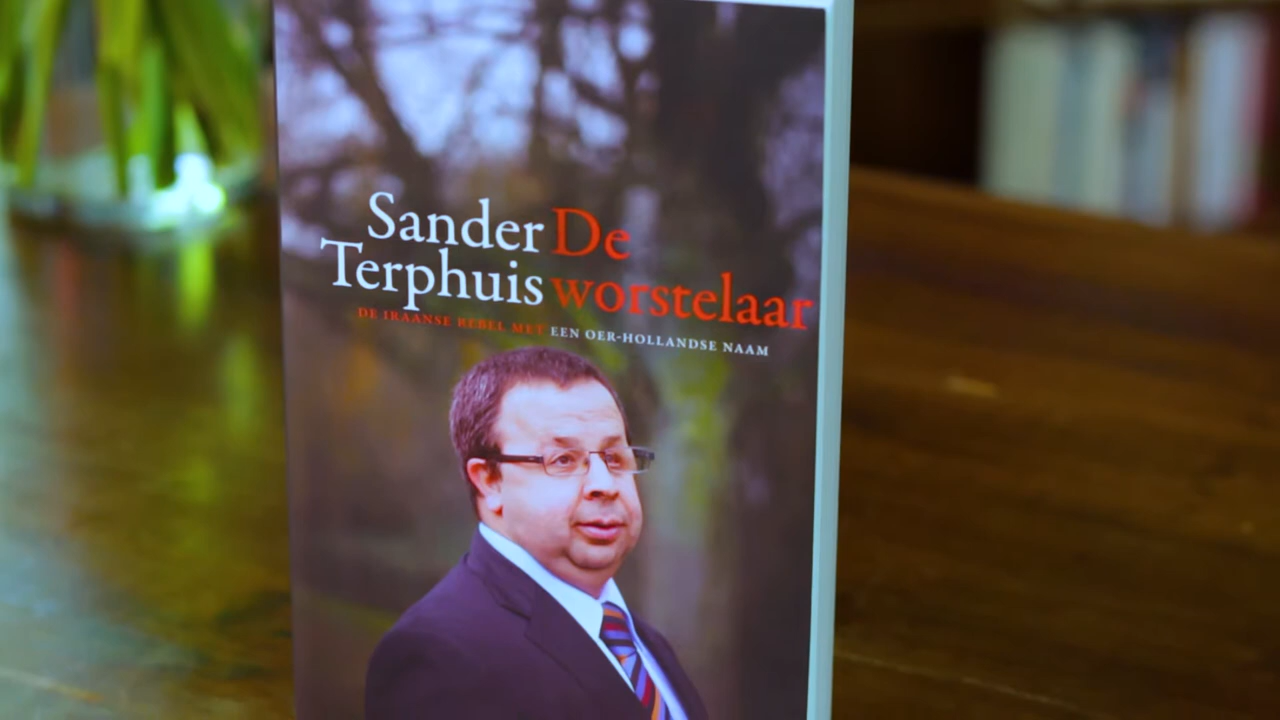 Sander De
Terphuis worstelaar
DE IRAANSE REBEL MET EEN OER-HOLLANDSE NAAM